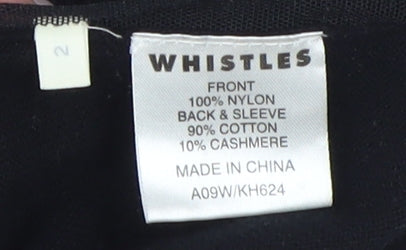 2
WHISTLES
FRONT
100% NYLON
BACK & SLEEVE
90% COTTON
10% CASHMERE
MADE IN CHINA
A09W/KH624